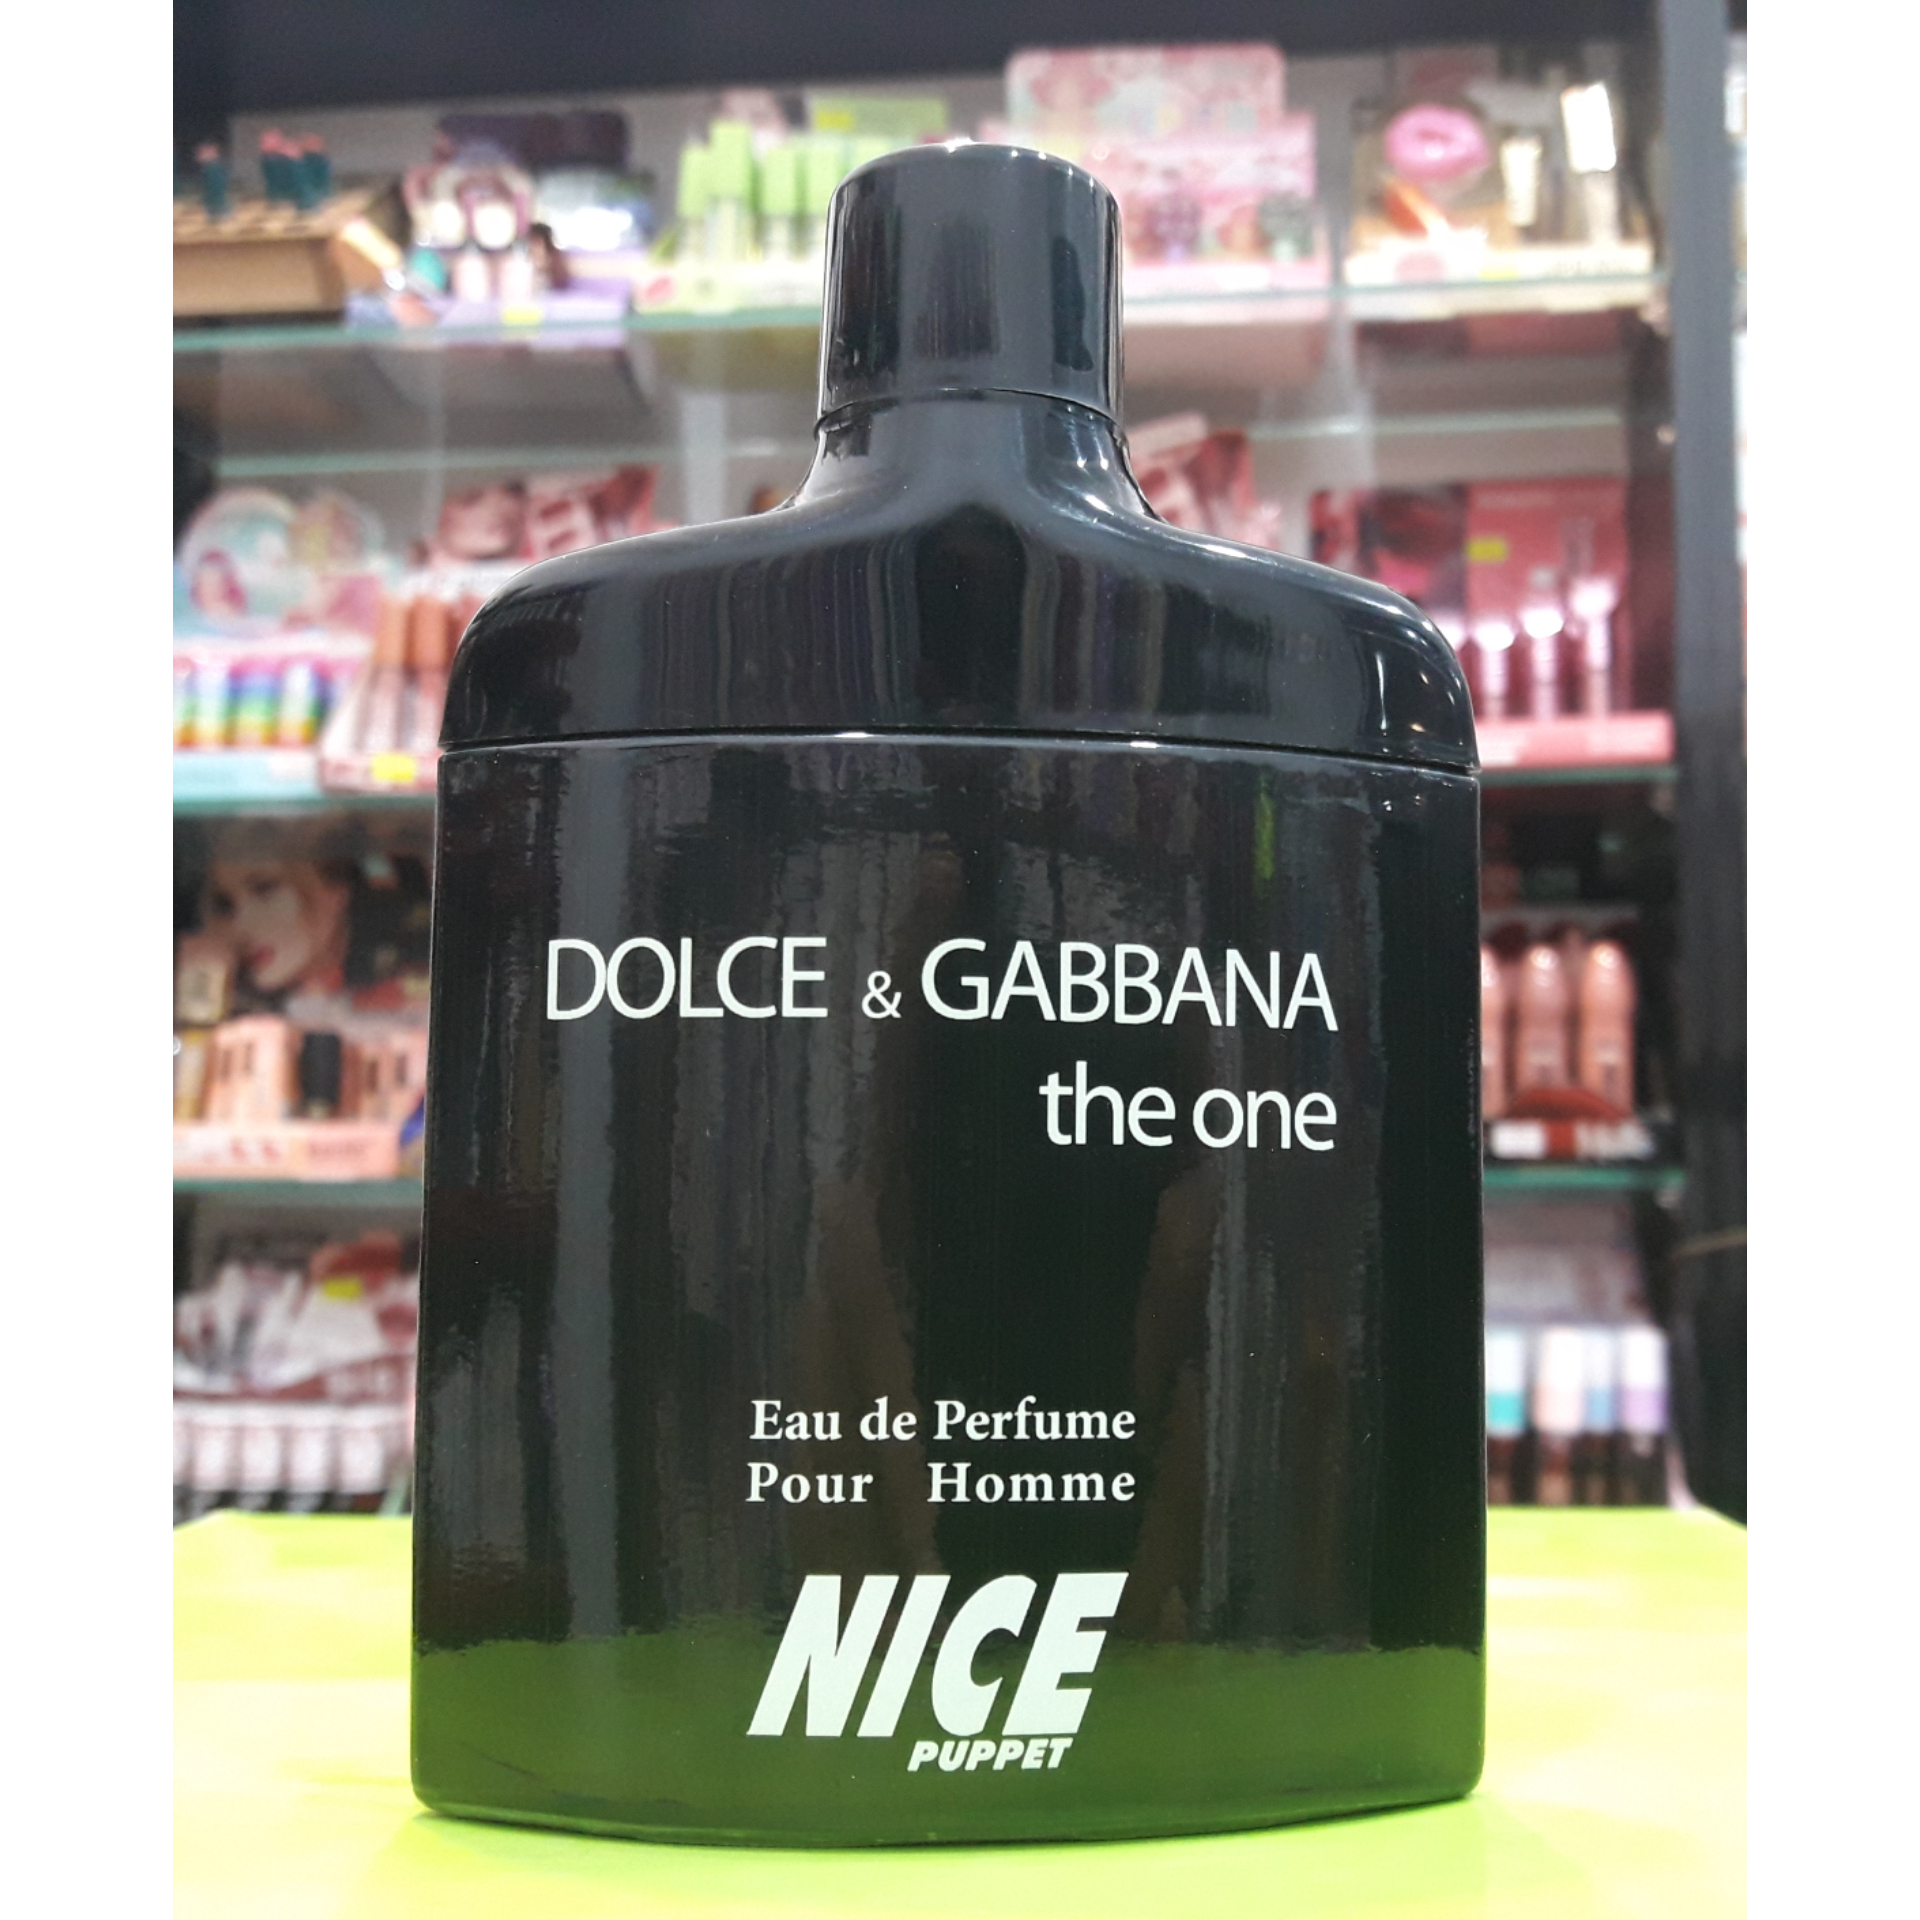 DOLCE & GABBANA
the one
Eau de Perfume
Pour Homme
NICE
PUPPET